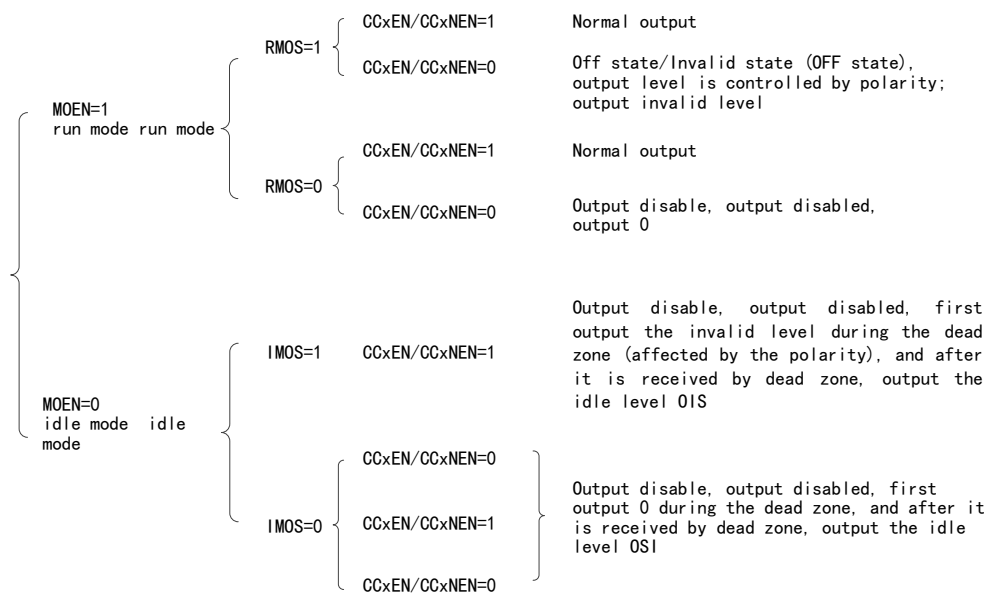 CCxEN/CCxNEN=1 Normal output
RMOS=1
CCxEN/CCxNEN=0 Off state/Invalid state (OFF state),
output level is controlled by polarity;
output invalid level
MOEN=1
run mode run mode
CCxEN/CCxNEN=1 Normal output
RMOS=0
CCxEN/CCxNEN=0 Output disable, output disabled,
output 0
Output disable, output disabled, first
output the invalid level during the dead
IMOS=1 CCxEN/CCxNEN=1 zone (affected by the polarity), and after
it is received by dead zone, output the
idle level OIS
MOEN=0
idle mode idle
mode
CCxEN/CCxNEN=0
Output disable, output disabled, first
output 0 during the dead zone, and after it
IMOS=0 CCxEN/CCxNEN=1 is received by dead zone, output the idle
level OSI
CCxEN/CCxNEN=0